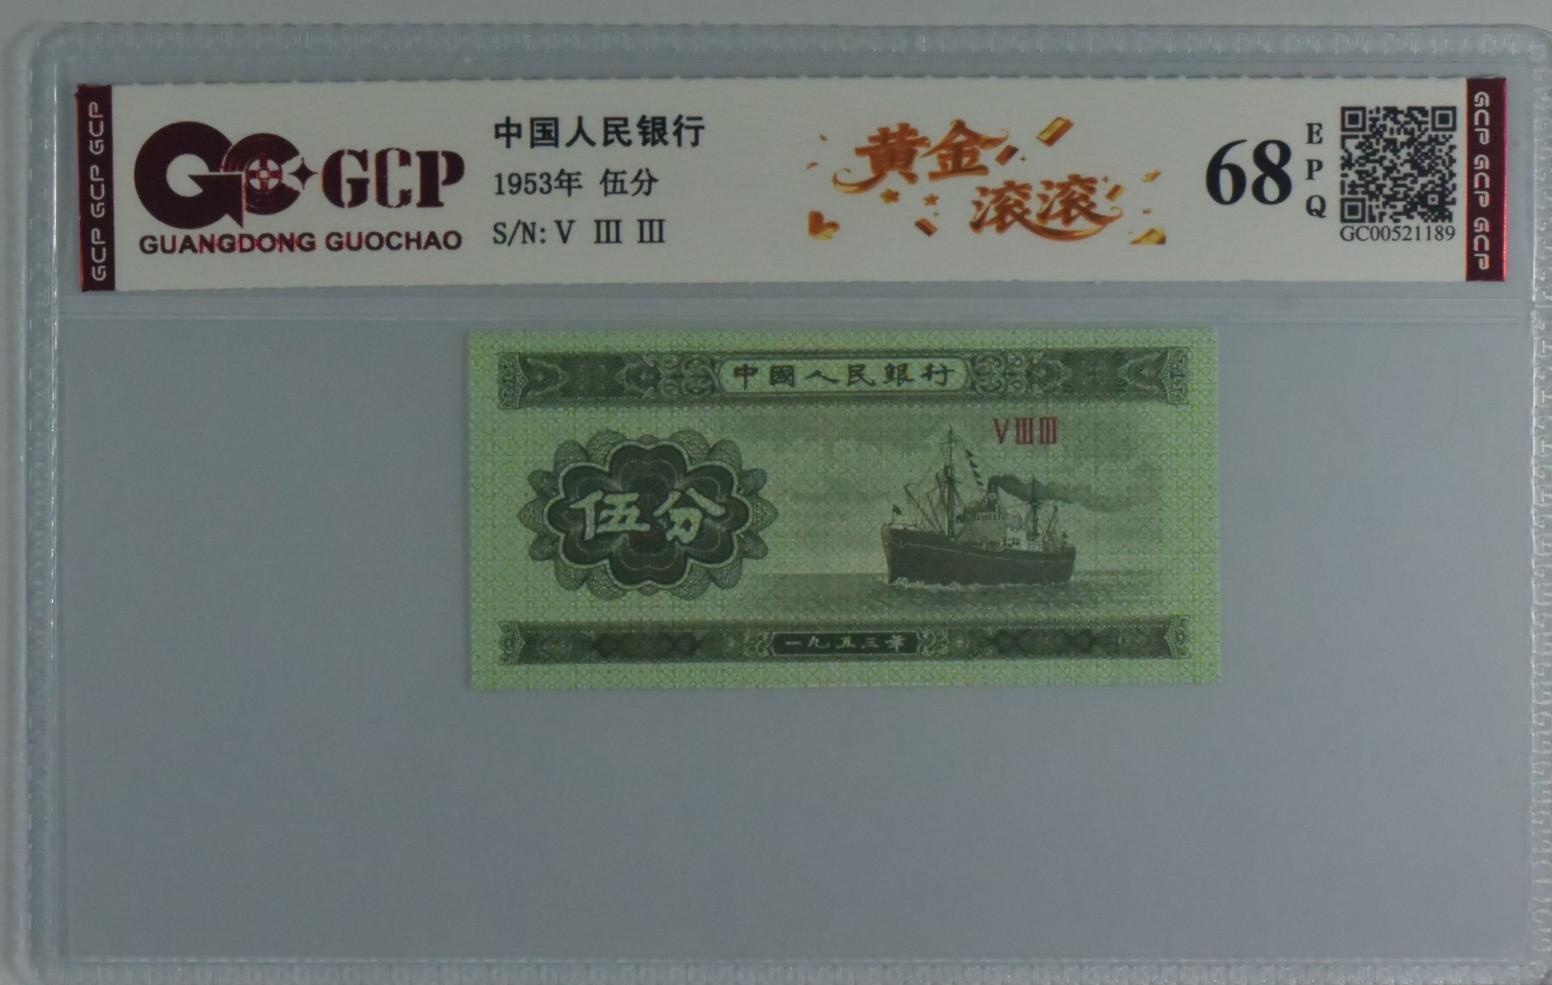 GCP GCP GCP
GCP
GUANGDONG GUOCHAO
中国人民银行
1953年 伍分
S/N: V III III
黄金
滚滚
68
EPQ
GC00521189
GCP GCP GCP
中國人民銀行
VIIIIII
伍分
一九五三年